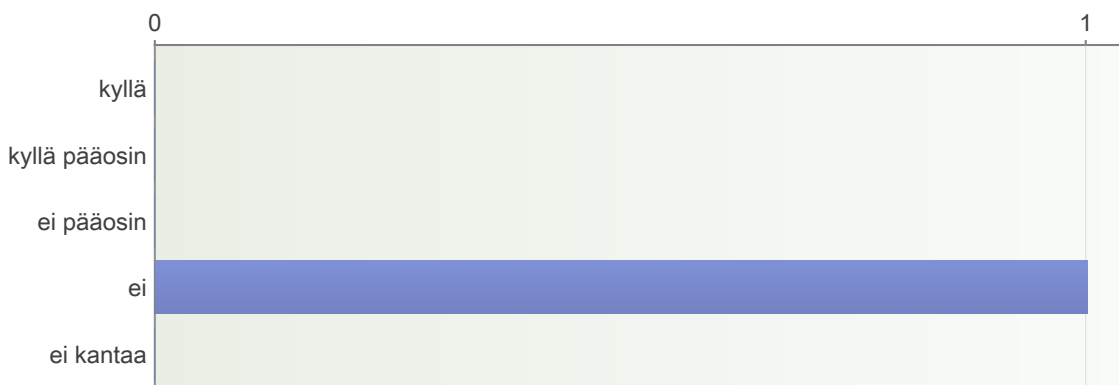 0 1
kyllä
kyllä pääosin
ei pääosin
ei
ei kantaa